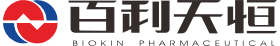 百利天恒
BIOKIN PHARMACEUTICAL